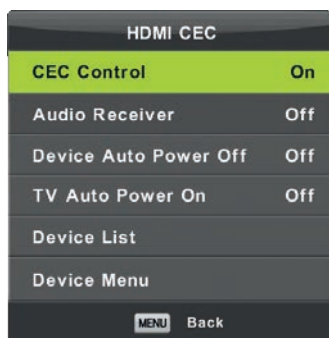 HDMI CEC
CEC Control On
Audio Receiver Off
Device Auto Power Off Off
TV Auto Power On Off
Device List
Device Menu
MENU Back